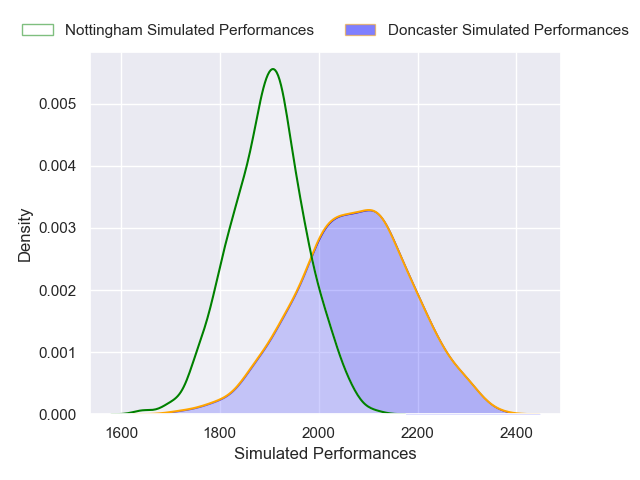 Nottingham Simulated Performances
Doncaster Simulated Performances
0.005
0.004
0.003
0.002
0.001
0.000
Density
1600 1800 2000 2200 2400
Simulated Performances